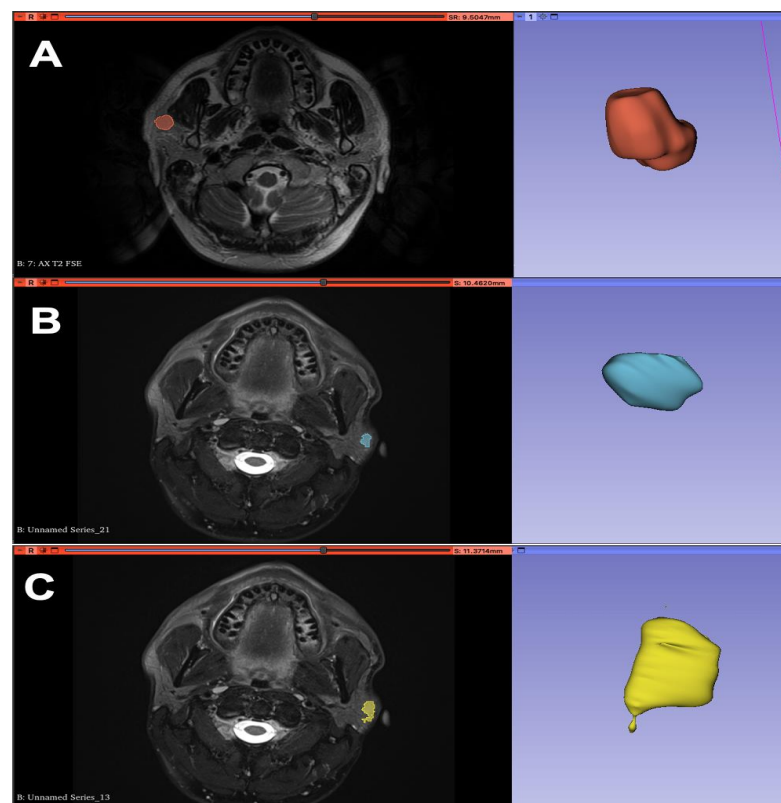 R
SR: 9.5047mm
1
A
B: 7: AX T2 FSE
R
S: 10.4620mm
B
B: Unnamed Series_21
R
S: 11.3714mm
C
B: Unnamed Series_13